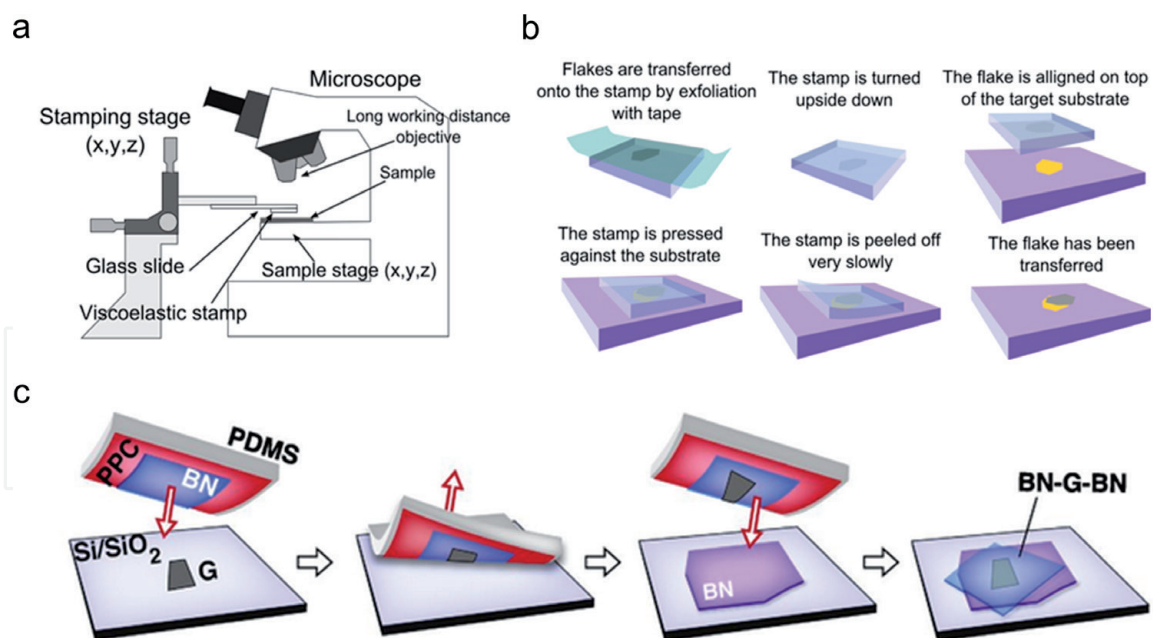 a
Microscope
Stamping stage
(x,y,z)
Long working distance
objective
Sample
Glass slide
Sample stage (x,y,z)
Viscoelastic stamp
b
Flakes are transferred
onto the stamp by exfoliation
with tape
The stamp is turned
upside down
The flake is alligned on top
of the target substrate
The stamp is pressed
against the substrate
The stamp is peeled off
very slowly
The flake has been
transferred
c
PPC
PDMS
BN
Si/SiO2
G
BN
BN-G-BN